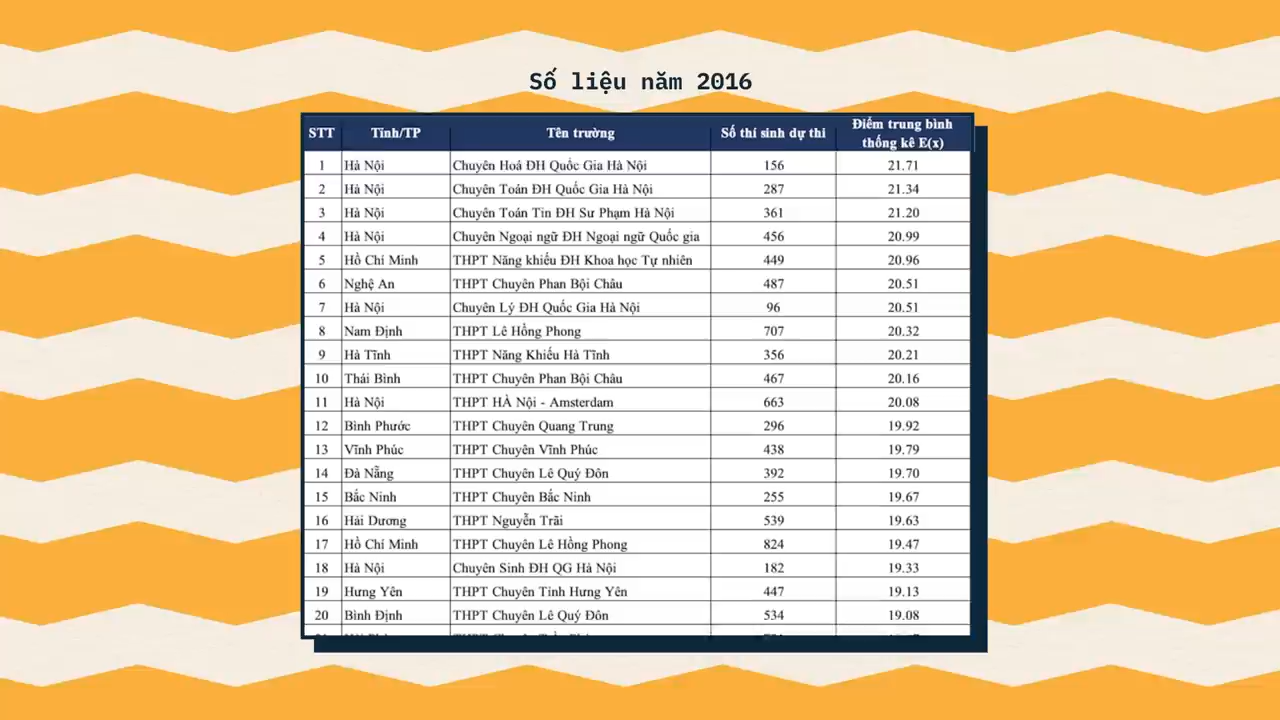 Số liệu năm 2016
STT Tỉnh/TP Tên trường Số thí sinh dự thi Điểm trung bình thống kê E(x)
1 Hà Nội Chuyên Hoá ĐH Quốc Gia Hà Nội 156 21.71
2 Hà Nội Chuyên Toán ĐH Quốc Gia Hà Nội 287 21.34
3 Hà Nội Chuyên Toán Tin ĐH Sư Phạm Hà Nội 361 21.20
4 Hà Nội Chuyên Ngoại ngữ ĐH Ngoại ngữ Quốc gia 456 20.99
5 Hồ Chí Minh THPT Năng khiếu ĐH Khoa học Tự nhiên 449 20.96
6 Nghệ An THPT Chuyên Phan Bội Châu 487 20.51
7 Hà Nội Chuyên Lý ĐH Quốc Gia Hà Nội 96 20.51
8 Nam Định THPT Lê Hồng Phong 707 20.32
9 Hà Tĩnh THPT Năng Khiếu Hà Tĩnh 356 20.21
10 Thái Bình THPT Chuyên Phan Bội Châu 467 20.16
11 Hà Nội THPT HÀ Nội - Amsterdam 663 20.08
12 Bình Phước THPT Chuyên Quang Trung 296 19.92
13 Vĩnh Phúc THPT Chuyên Vĩnh Phúc 438 19.79
14 Đà Nẵng THPT Chuyên Lê Quý Đôn 392 19.70
15 Bắc Ninh THPT Chuyên Bắc Ninh 255 19.67
16 Hải Dương THPT Nguyễn Trãi 539 19.63
17 Hồ Chí Minh THPT Chuyên Lê Hồng Phong 824 19.47
18 Hà Nội Chuyên Sinh ĐH QG Hà Nội 182 19.33
19 Hưng Yên THPT Chuyên Tỉnh Hưng Yên 447 19.13
20 Bình Định THPT Chuyên Lê Quý Đôn 534 19.08